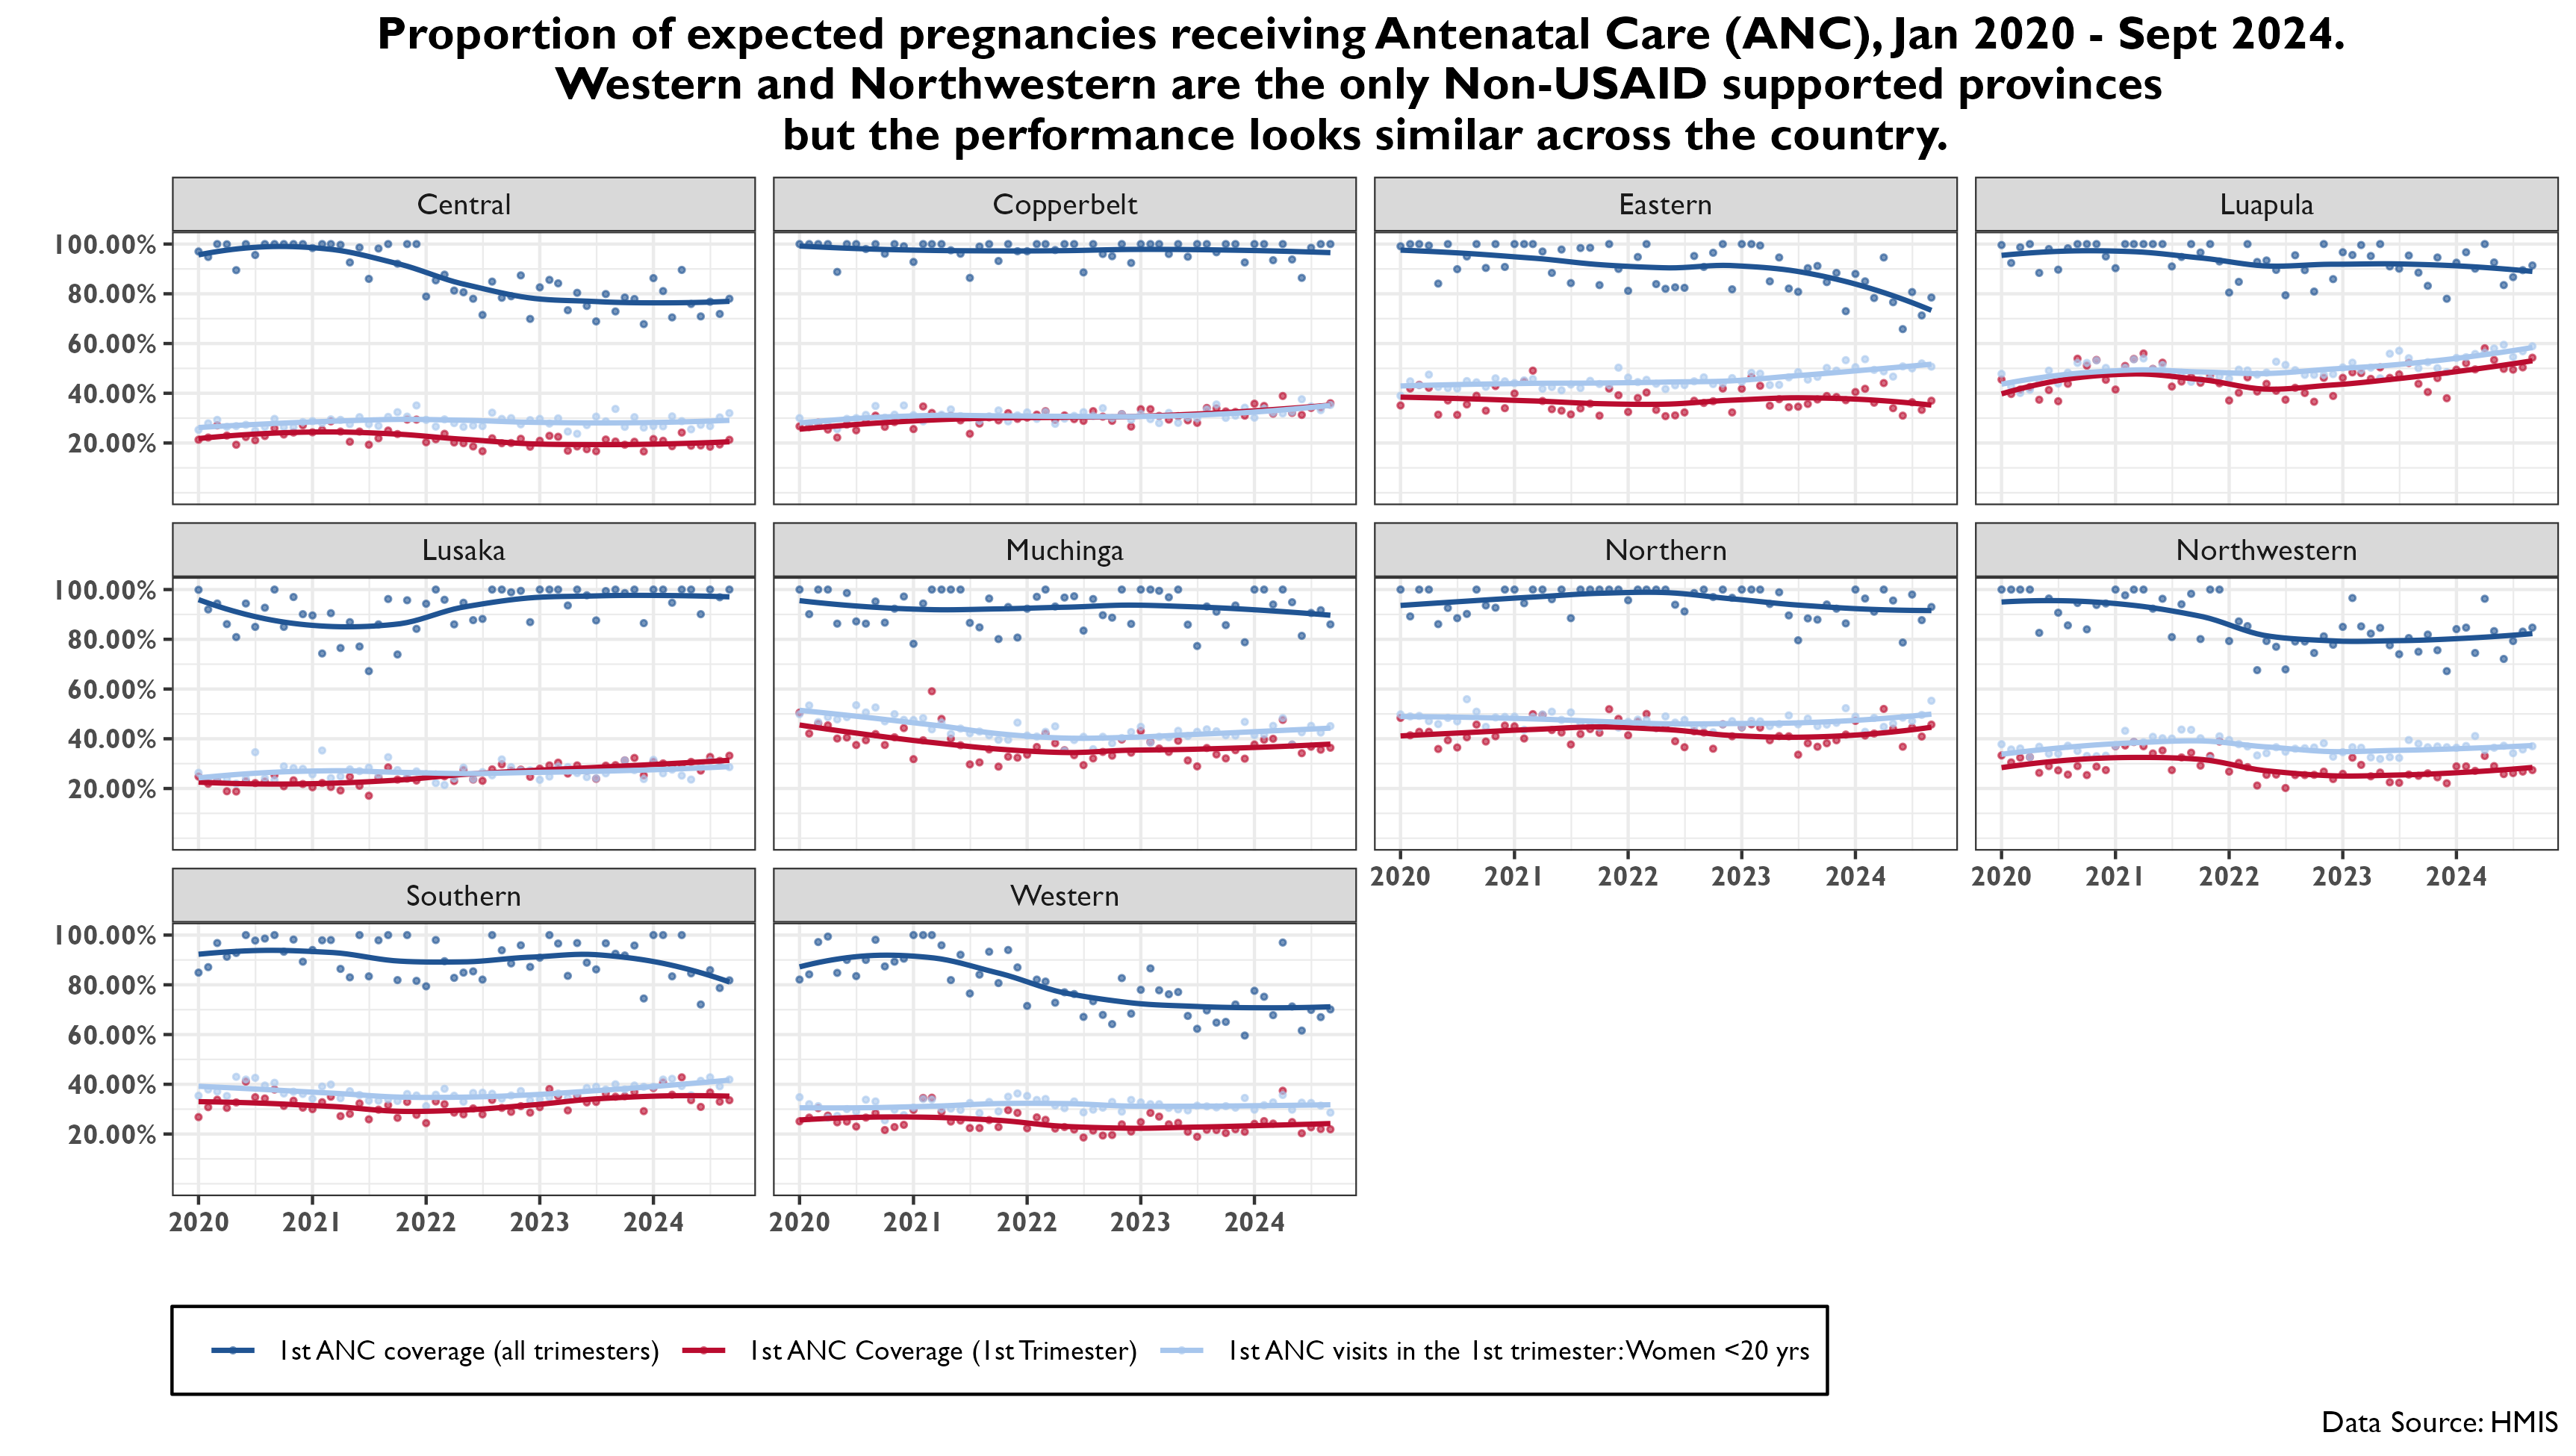 Proportion of expected pregnancies receiving Antenatal Care (ANC), Jan 2020 - Sept 2024.
Western and Northwestern are the only Non-USAID supported provinces
but the performance looks similar across the country.
Central
Copperbelt
Eastern
Luapula
100.00%
80.00%
60.00%
40.00%
20.00%
Lusaka
Muchinga
Northern
Northwestern
100.00%
80.00%
60.00%
40.00%
20.00%
2020 2021 2022 2023 2024
2020 2021 2022 2023 2024
Southern
Western
100.00%
80.00%
60.00%
40.00%
20.00%
2020 2021 2022 2023 2024
2020 2021 2022 2023 2024
1st ANC coverage (all trimesters)
1st ANC Coverage (1st Trimester)
1st ANC visits in the 1st trimester:Women <20 yrs
Data Source: HMIS